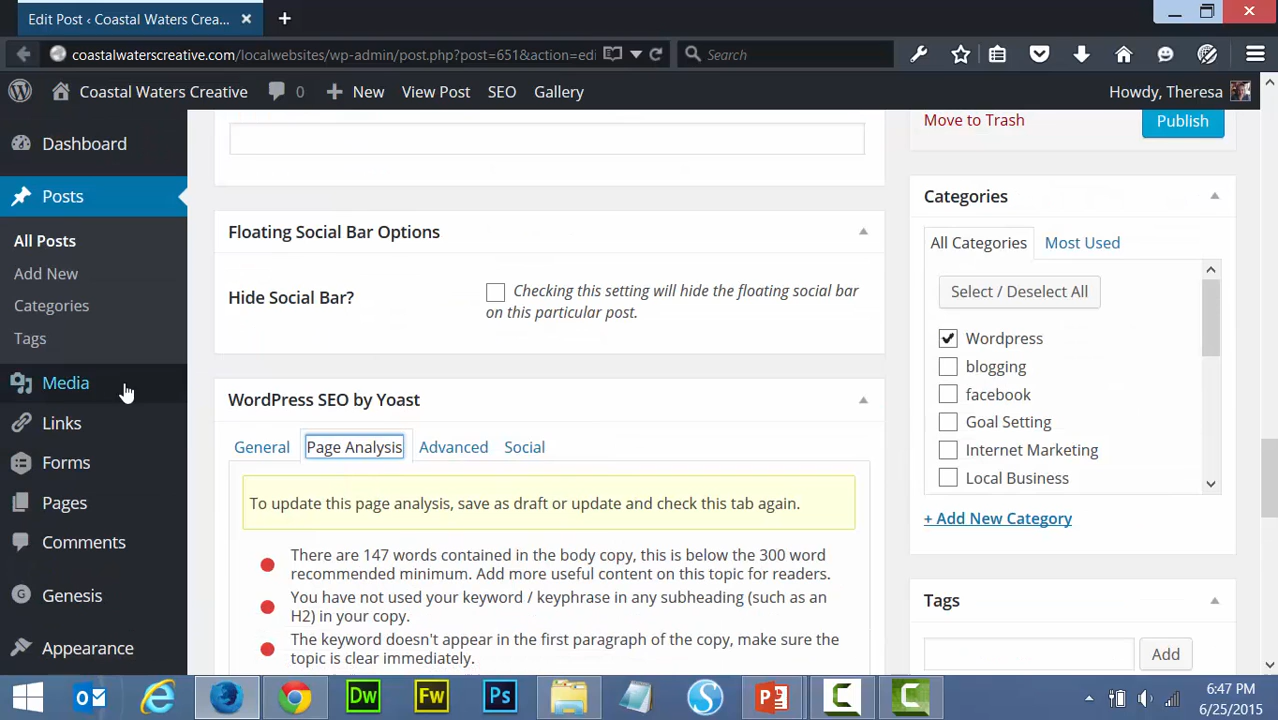 Edit Post ‹ Coastal Waters Crea...
coastalwaterscreative.com/localwebsites/wp-admin/post.php?post=651&action=edi
Search
Coastal Waters Creative 0 New View Post SEO Gallery Howdy, Theresa
Dashboard
Posts
All Posts
Add New
Categories
Tags
Media
Links
Forms
Pages
Comments
Genesis
Appearance
Floating Social Bar Options
Hide Social Bar?
Checking this setting will hide the floating social bar
on this particular post.
WordPress SEO by Yoast
General Page Analysis Advanced Social
To update this page analysis, save as draft or update and check this tab again.
There are 147 words contained in the body copy, this is below the 300 word
recommended minimum. Add more useful content on this topic for readers.
You have not used your keyword / keyphrase in any subheading (such as an
H2) in your copy.
The keyword doesn't appear in the first paragraph of the copy, make sure the
topic is clear immediately.
Move to Trash Publish
Categories
All Categories Most Used
Select / Deselect All
Wordpress
blogging
facebook
Goal Setting
Internet Marketing
Local Business
+ Add New Category
Tags
Add
Dw Fw Ps
6:47 PM
6/25/2015